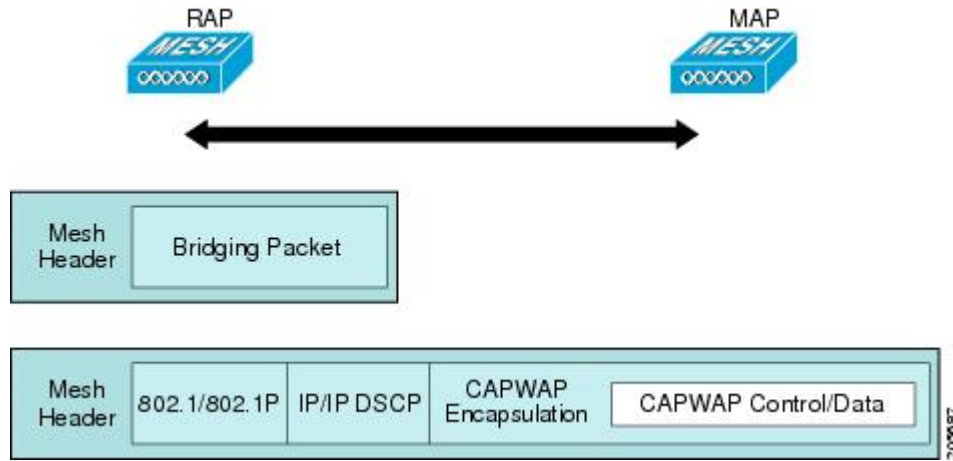 RAP
MAP
MESH
MESH
Mesh
Header
Bridging Packet
Mesh
Header
802.1/802.1P
IP/IP DSCP
CAPWAP
Encapsulation
CAPWAP Control/Data